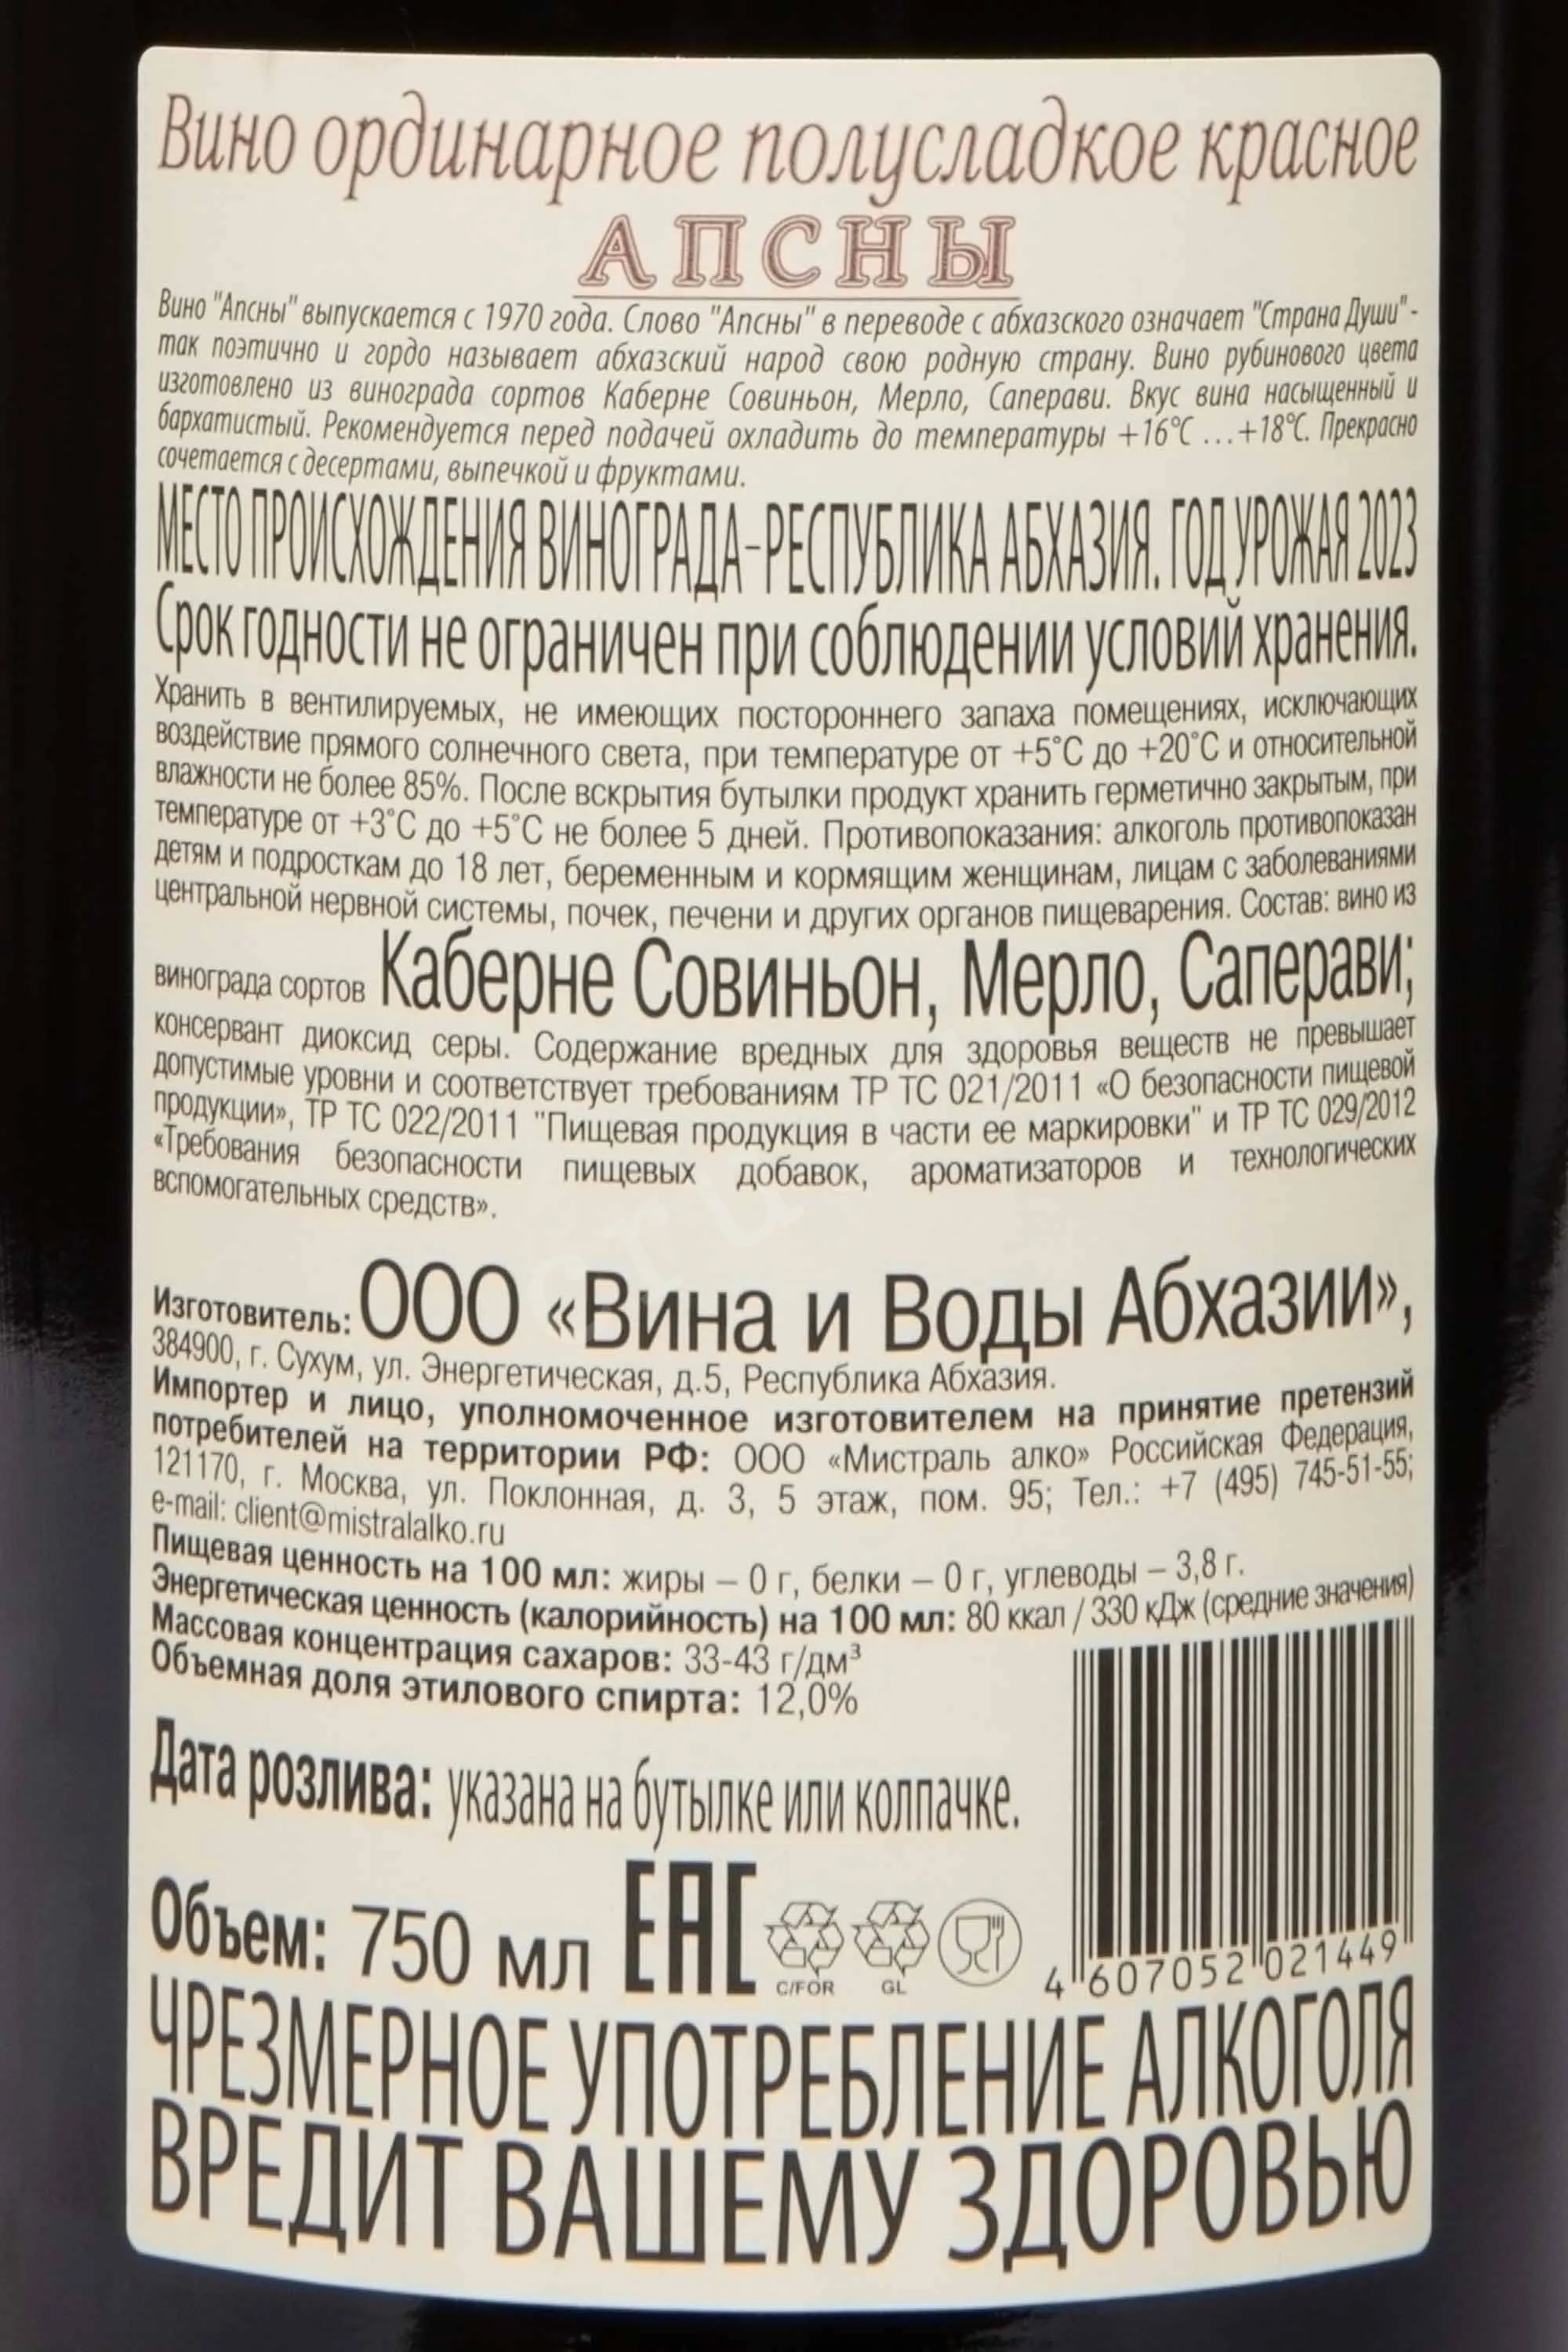 Вино ординарное полусладкое красное
АПСНЫ
Вино "Апсны" выпускается с 1970 года. Слово "Апсны" в переводе с абхазского означает "Страна Души" -
так поэтично и гордо называет абхазский народ свою родную страну. Вино рубинового цвета
изготовлено из винограда сортов Каберне Совиньон, Мерло, Саперави. Вкус вина насыщенный и
бархатистый. Рекомендуется перед подачей охладить до температуры +16°С ...+18°С. Прекрасно
сочетается с десертами, выпечкой и фруктами.
МЕСТО ПРОИСХОЖДЕНИЯ ВИНОГРАДА-РЕСПУБЛИКА АБХАЗИЯ. ГОД УРОЖАЯ 2023
Срок годности не ограничен при соблюдении условий хранения.
Хранить в вентилируемых, не имеющих постороннего запаха помещениях, исключающих
воздействие прямого солнечного света, при температуре от +5°С до +20°С и относительной
влажности не более 85%. После вскрытия бутылки продукт хранить герметично закрытым, при
температуре от +3°С до +5°С не более 5 дней. Противопоказания: алкоголь противопоказан
детям и подросткам до 18 лет, беременным и кормящим женщинам, лицам с заболеваниями
центральной нервной системы, почек, печени и других органов пищеварения. Состав: вино из
винограда сортов Каберне Совиньон, Мерло, Саперави;
консервант диоксид серы. Содержание вредных для здоровья веществ не превышает
допустимые уровни и соответствует требованиям ТР ТС 021/2011 «О безопасности пищевой
продукции», ТР ТС 022/2011 "Пищевая продукция в части ее маркировки" и ТР ТС 029/2012
«Требования безопасности пищевых добавок, ароматизаторов и технологических
вспомогательных средств».
Изготовитель: ООО «Вина и Воды Абхазии»,
384900, г. Сухум, ул. Энергетическая, д.5, Республика Абхазия.
Импортер и лицо, уполномоченное изготовителем на принятие претензий
потребителей на территории РФ: ООО «Мистраль алко» Российская Федерация,
121170, г. Москва, ул. Поклонная, д. 3, 5 этаж, пом. 95; Тел.: +7 (495) 745-51-55;
e-mail: client@mistralalko.ru
Пищевая ценность на 100 мл: жиры – 0 г, белки – 0 г, углеводы – 3,8 г.
Энергетическая ценность (калорийность) на 100 мл: 80 ккал / 330 кДж (средние значения)
Массовая концентрация сахаров: 33-43 г/дм³
Объемная доля этилового спирта: 12,0%
Дата розлива: указана на бутылке или колпачке.
Объем: 750 мл EAC
C/FOR GL
4 607052 021449
ЧРЕЗМЕРНОЕ УПОТРЕБЛЕНИЕ АЛКОГОЛЯ
ВРЕДИТ ВАШЕМУ ЗДОРОВЬЮ